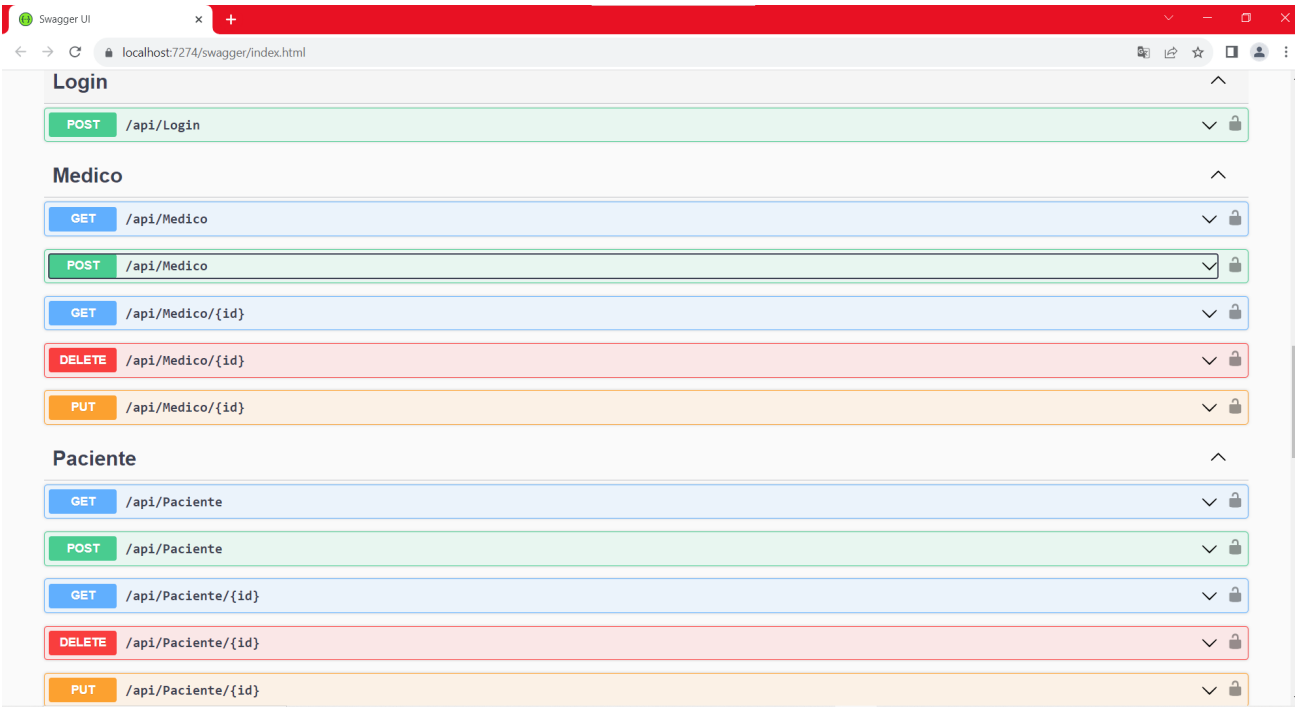 Swagger UI
localhost:7274/swagger/index.html
Login
POST /api/Login
Medico
GET /api/Medico
POST /api/Medico
GET /api/Medico/{id}
DELETE /api/Medico/{id}
PUT /api/Medico/{id}
Paciente
GET /api/Paciente
POST /api/Paciente
GET /api/Paciente/{id}
DELETE /api/Paciente/{id}
PUT /api/Paciente/{id}